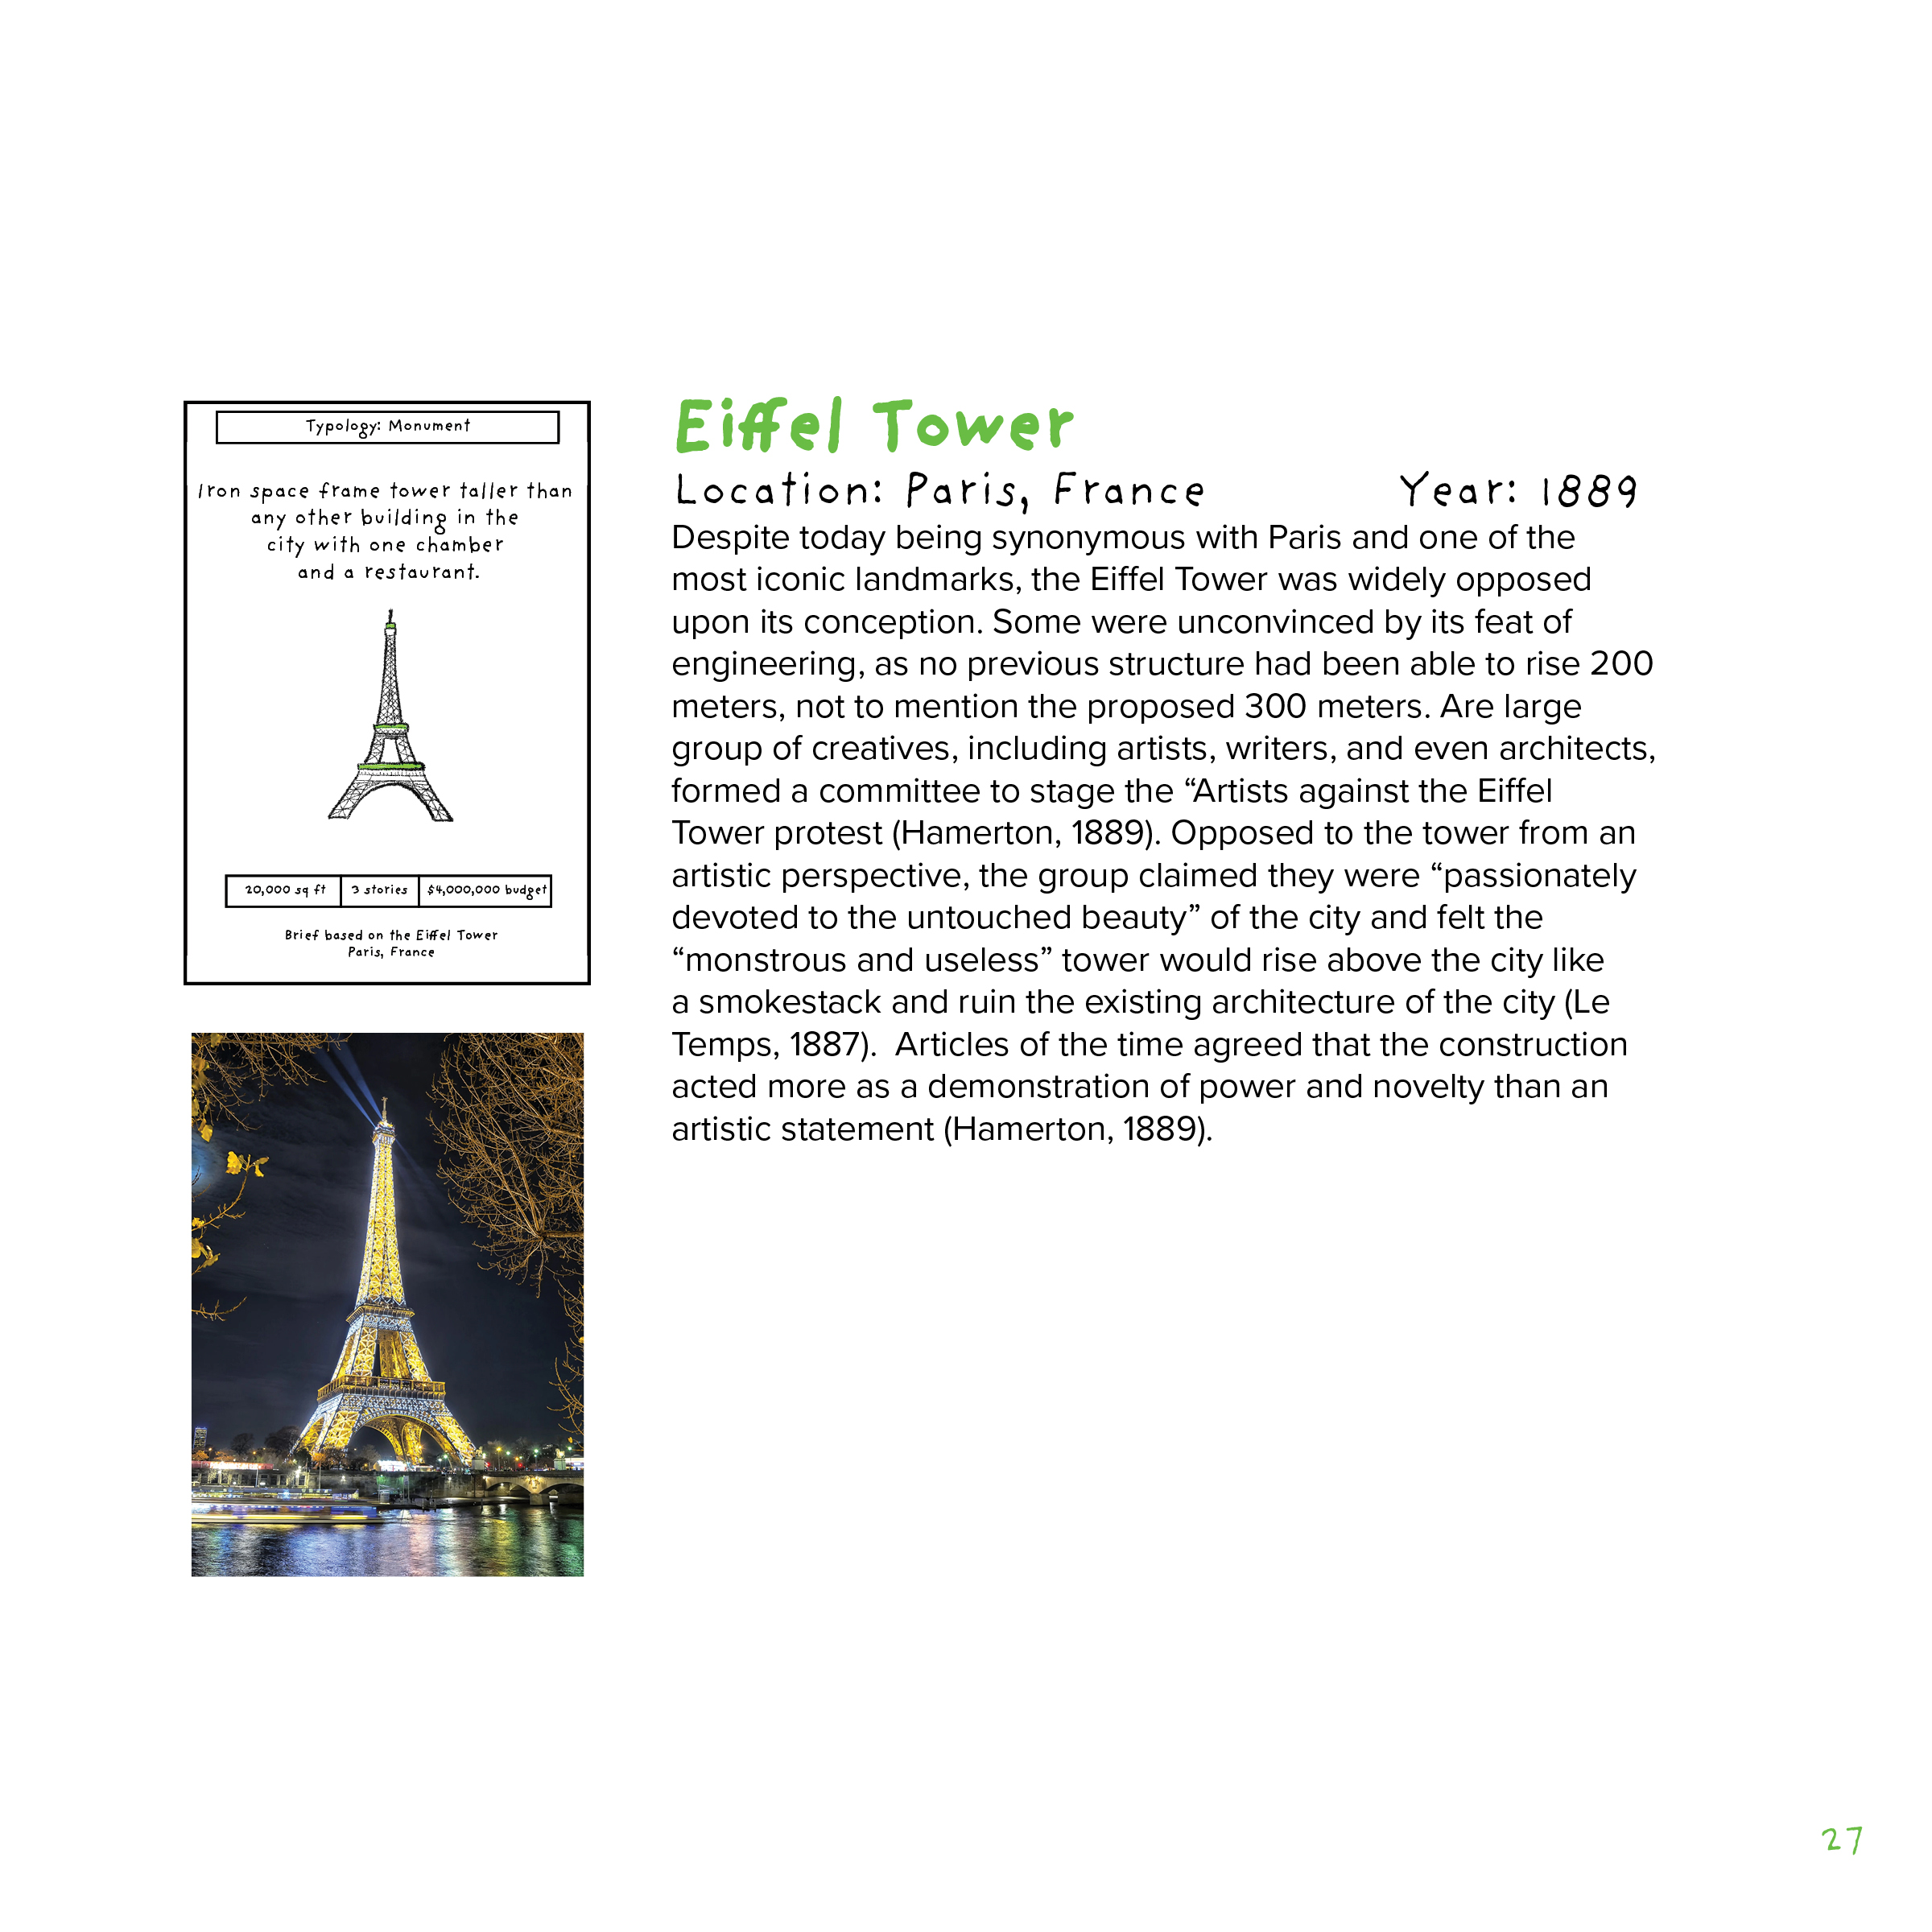 Typology: Monument
Iron space frame tower taller than
any other building in the
city with one chamber
and a restaurant.
20,000 sq ft 3 stories $4,000,000 budget
Brief based on the Eiffel Tower
Paris, France
Eiffel Tower
Location: Paris, France Year: 1889
Despite today being synonymous with Paris and one of the
most iconic landmarks, the Eiffel Tower was widely opposed
upon its conception. Some were unconvinced by its feat of
engineering, as no previous structure had been able to rise 200
meters, not to mention the proposed 300 meters. Are large
group of creatives, including artists, writers, and even architects,
formed a committee to stage the “Artists against the Eiffel
Tower protest (Hamerton, 1889). Opposed to the tower from an
artistic perspective, the group claimed they were “passionately
devoted to the untouched beauty” of the city and felt the
“monstrous and useless” tower would rise above the city like
a smokestack and ruin the existing architecture of the city (Le
Temps, 1887).  Articles of the time agreed that the construction
acted more as a demonstration of power and novelty than an
artistic statement (Hamerton, 1889).
27